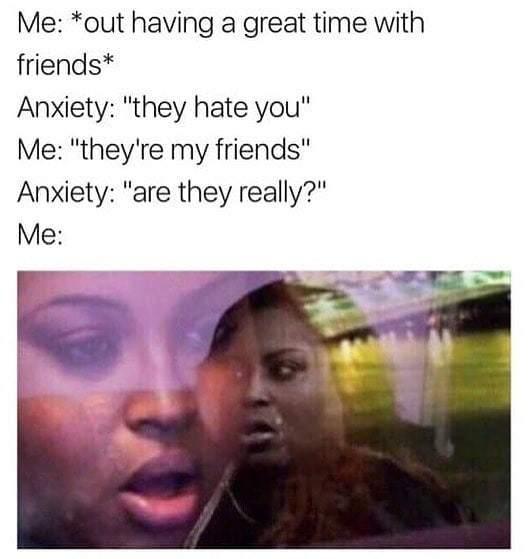 Me: *out having a great time with
friends*
Anxiety: "they hate you"
Me: "they're my friends"
Anxiety: "are they really?"
Me: